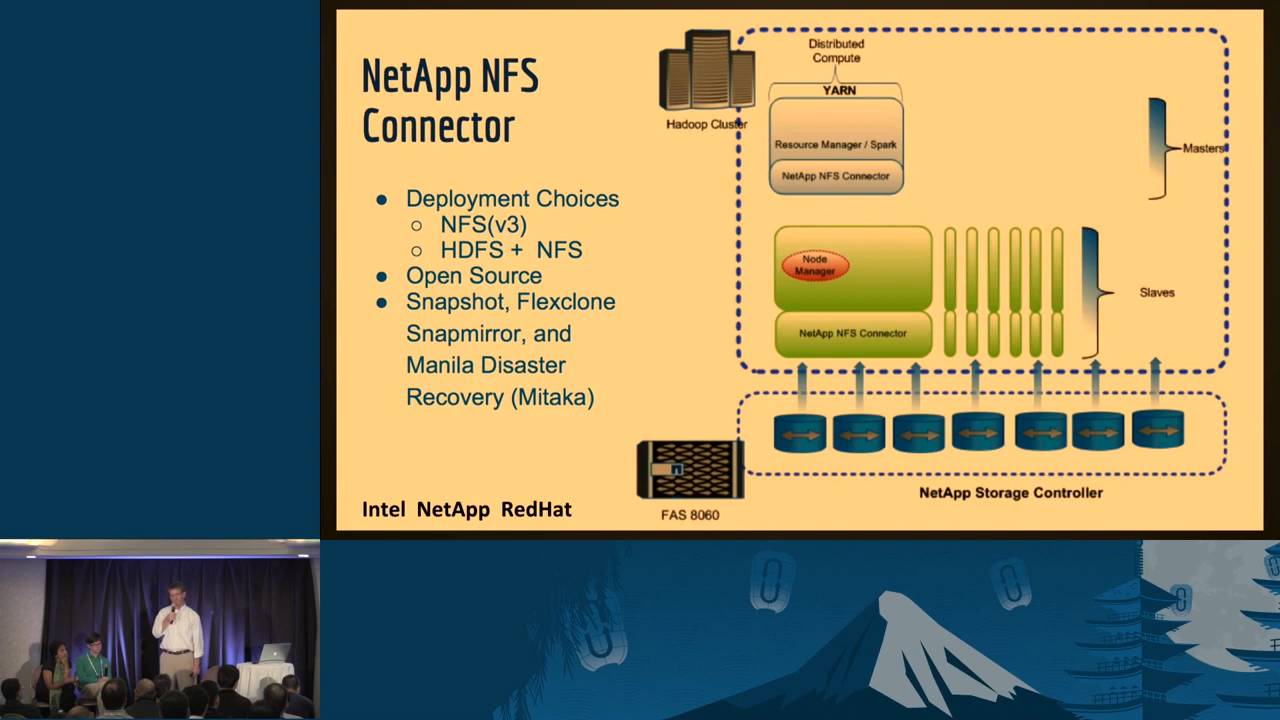 NetApp NFS
Connector
● Deployment Choices
○ NFS(v3)
○ HDFS + NFS
● Open Source
● Snapshot, Flexclone
Snapmirror, and
Manila Disaster
Recovery (Mitaka)
Intel NetApp RedHat
Hadoop Cluster
Distributed
Compute
YARN
Resource Manager / Spark
NetApp NFS Connector
Masters
Node
Manager
NetApp NFS Connector
Slaves
NetApp Storage Controller
FAS 8060